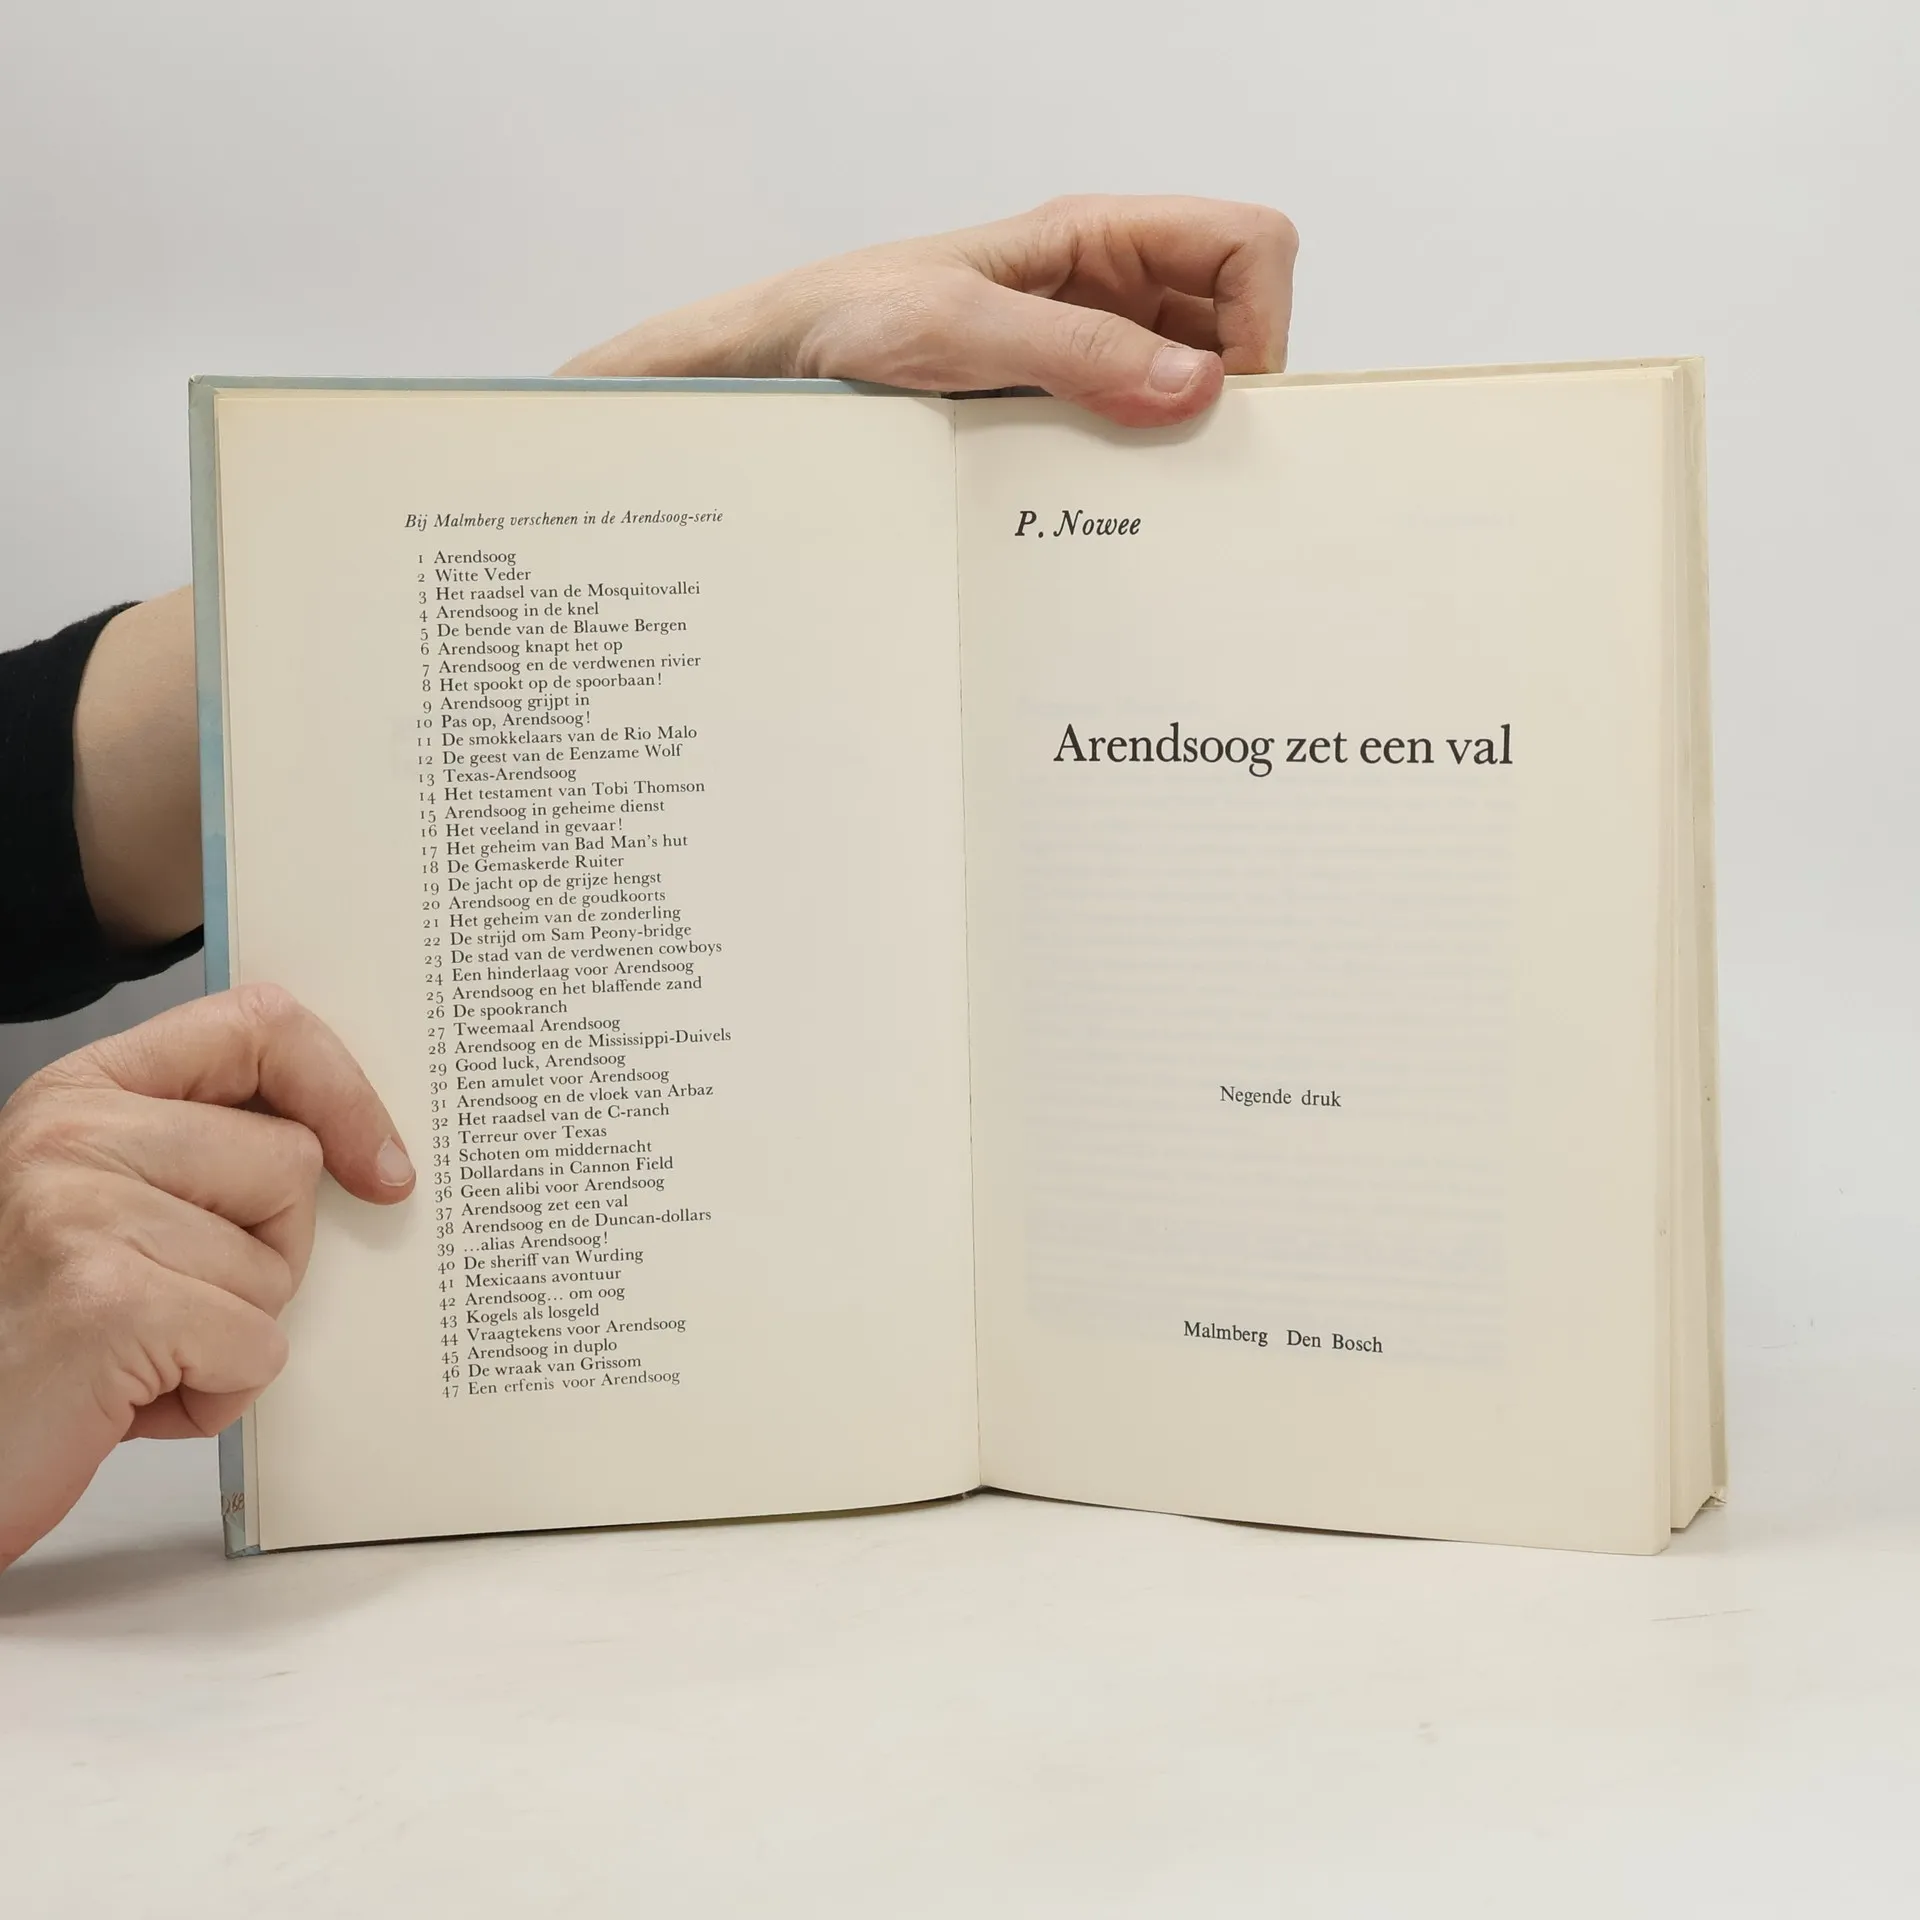 Bij Malmberg verschenen in de Arendsoog-serie
1 Arendsoog
2 Witte Veder
3 Het raadsel van de Mosquitovallei
4 Arendsoog in de knel
5 De bende van de Blauwe Bergen
6 Arendsoog knapt het op
7 Arendsoog en de verdwenen rivier
8 Het spookt op de spoorbaan!
9 Arendsoog grijpt in
10 Pas op, Arendsoog!
11 De smokkelaars van de Rio Malo
12 De geest van de Eenzame Wolf
13 Texas-Arendsoog
14 Het testament van Tobi Thomson
15 Arendsoog in geheime dienst
16 Het veeland in gevaar!
17 Het geheim van Bad Man's hut
18 De Gemaskerde Ruiter
19 De jacht op de grijze hengst
20 Arendsoog en de goudkoorts
21 Het geheim van de zonderling
22 De strijd om Sam Peony-bridge
23 De stad van de verdwenen cowboys
24 Een hinderlaag voor Arendsoog
25 Arendsoog en het blaffende zand
26 De spookranch
27 Tweemaal Arendsoog
28 Arendsoog en de Mississippi-Duivels
29 Good luck, Arendsoog
30 Een amulet voor Arendsoog
31 Arendsoog en de vloek van Arbaz
32 Het raadsel van de C-ranch
33 Terreur over Texas
34 Schoten om middernacht
35 Dollardans in Cannon Field
36 Geen alibi voor Arendsoog
37 Arendsoog zet een val
38 Arendsoog en de Duncan-dollars
39 ...alias Arendsoog!
40 De sheriff van Wurding
41 Mexicaans avontuur
42 Arendsoog... om oog
43 Kogels als losgeld
44 Vraagtekens voor Arendsoog
45 Arendsoog in duplo
46 De wraak van Grissom
47 Een erfenis voor Arendsoog
P. Nowee
Arendsoog zet een val
Negende druk
Malmberg Den Bosch